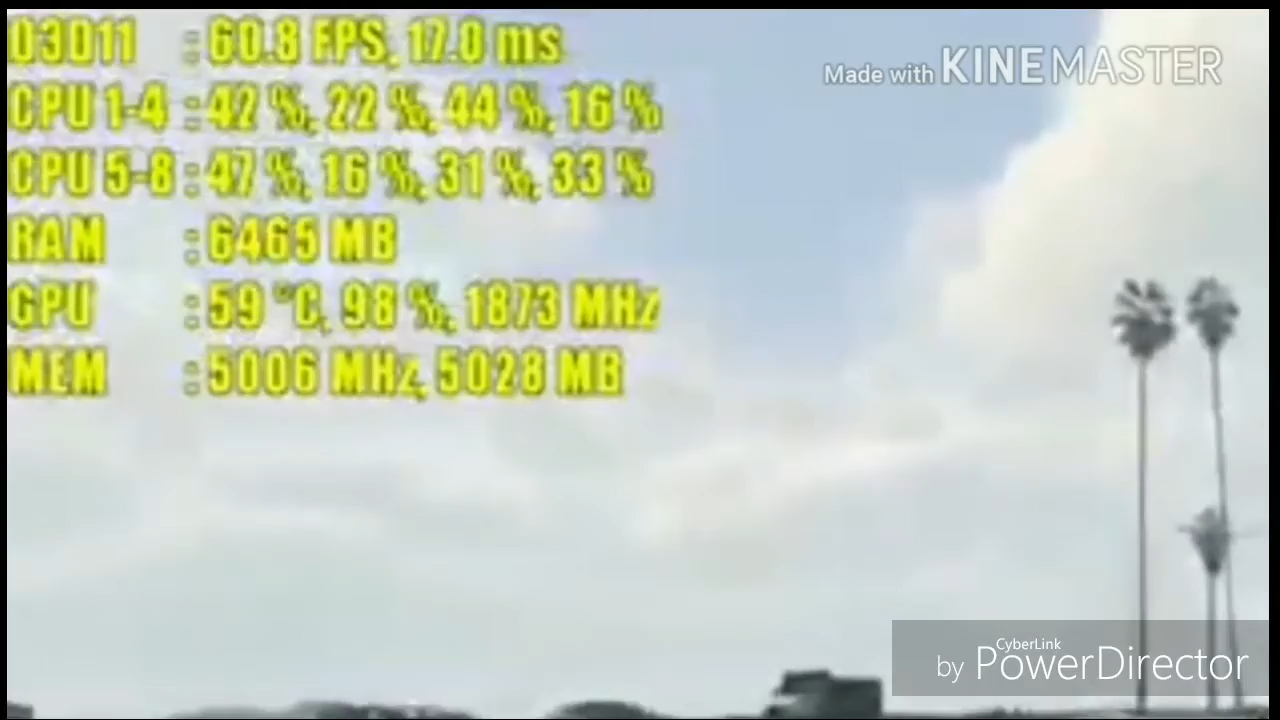 D3D11 : 60.8 FPS, 17.0 ms
Made with KINEMASTER
CPU 1-4 : 42 %, 22 %, 44 %, 16 %
CPU 5-8 : 47 %, 16 %, 31 %, 33 %
RAM : 6465 MB
GPU : 59 °C, 98 %, 1873 MHz
MEM : 5006 MHz, 5028 MB
CyberLink
by PowerDirector